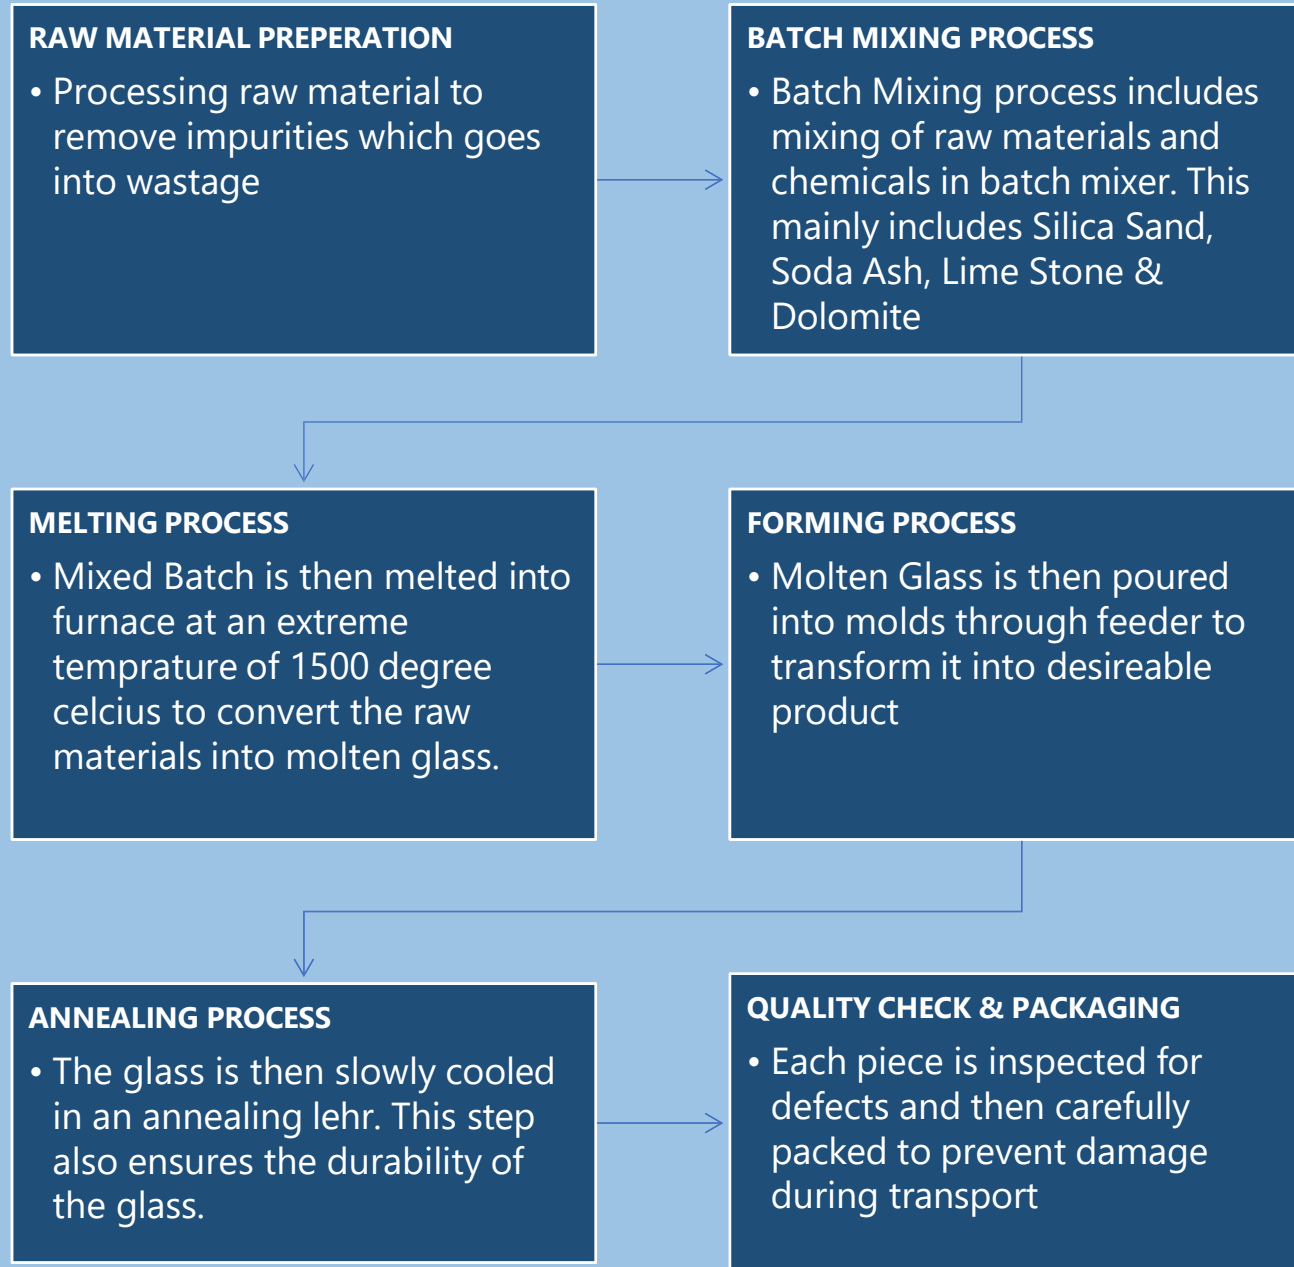 RAW MATERIAL PREPERATION
• Processing raw material to
remove impurities which goes
into wastage
BATCH MIXING PROCESS
• Batch Mixing process includes
mixing of raw materials and
chemicals in batch mixer. This
mainly includes Silica Sand,
Soda Ash, Lime Stone &
Dolomite
MELTING PROCESS
• Mixed Batch is then melted into
furnace at an extreme
temprature of 1500 degree
celcius to convert the raw
materials into molten glass.
FORMING PROCESS
• Molten Glass is then poured
into molds through feeder to
transform it into desireable
product
ANNEALING PROCESS
• The glass is then slowly cooled
in an annealing lehr. This step
also ensures the durability of
the glass.
QUALITY CHECK & PACKAGING
• Each piece is inspected for
defects and then carefully
packed to prevent damage
during transport